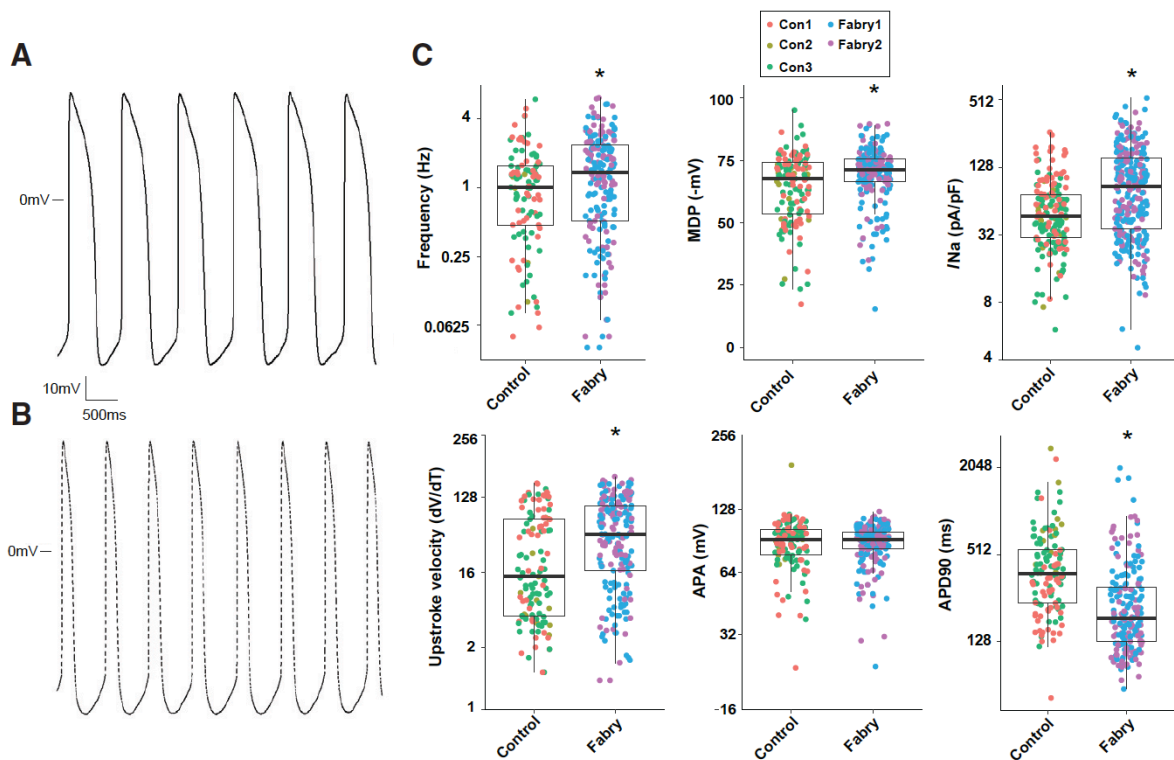 A
0mV
10mV
500ms
B
0mV
C
Con1 Fabry1
Con2 Fabry2
Con3
Frequency (Hz)
4
1
0.25
0.0625
*
Control Fabry
MDP (-mV)
100
75
50
25
0
*
Control Fabry
INa (pA/pF)
512
128
32
8
4
*
Control Fabry
Upstroke velocity (dV/dT)
256
128
16
2
1
*
Control Fabry
APA (mV)
256
128
64
32
-16
Control Fabry
APD90 (ms)
2048
512
128
*
Control Fabry